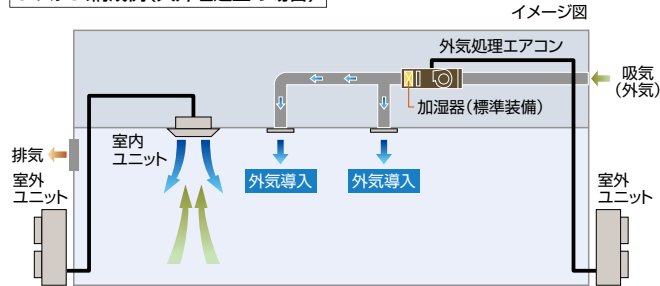 イメージ図
外気処理エアコン
吸気
(外気)
加湿器(標準装備)
室内
ユニット
排気
外気導入
外気導入
室外
ユニット
室外
ユニット